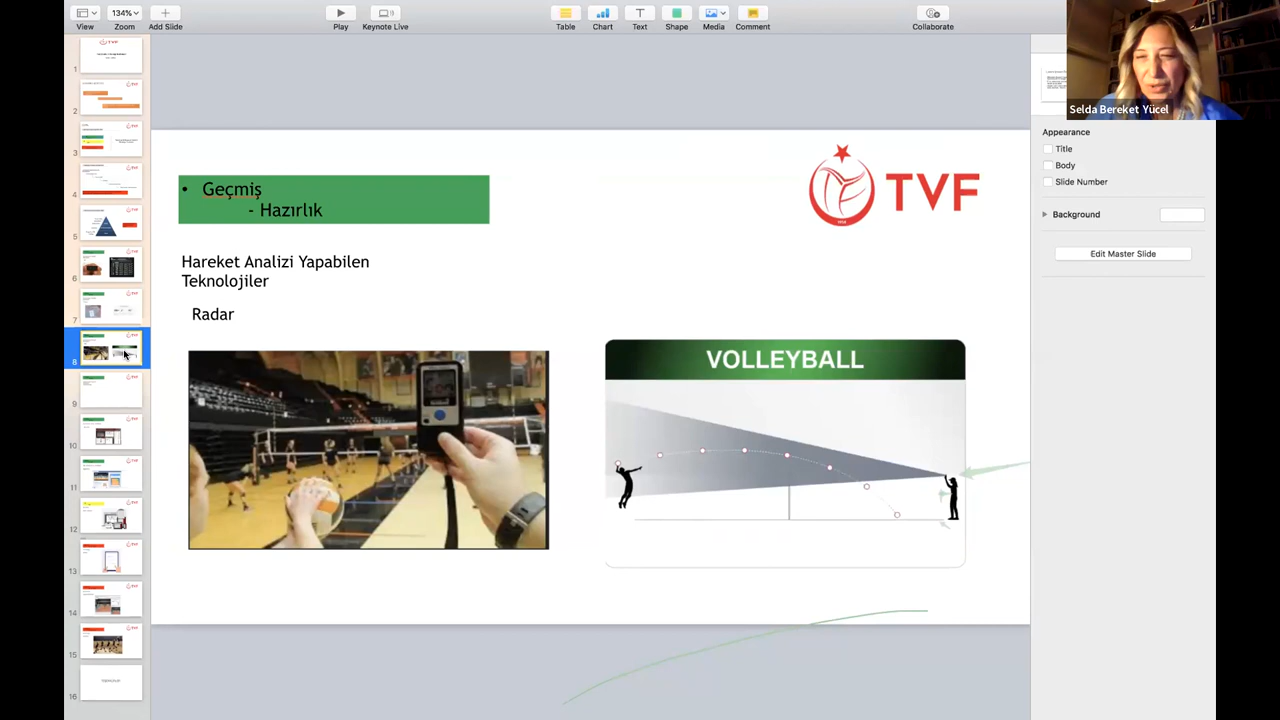 134%
View
Zoom
Add Slide
Play
Keynote Live
Table
Chart
Text
Shape
Media
Comment
Collaborate
Selda Bereket Yücel
Appearance
Title
Body
Slide Number
Background
Edit Master Slide
1
2
3
4
5
6
7
8
9
10
11
12
13
14
15
16
• Geçmiş
- Hazırlık
TVF
Hareket Analizi Yapabilen
Teknolojiler
Radar
VOLLEYBALL